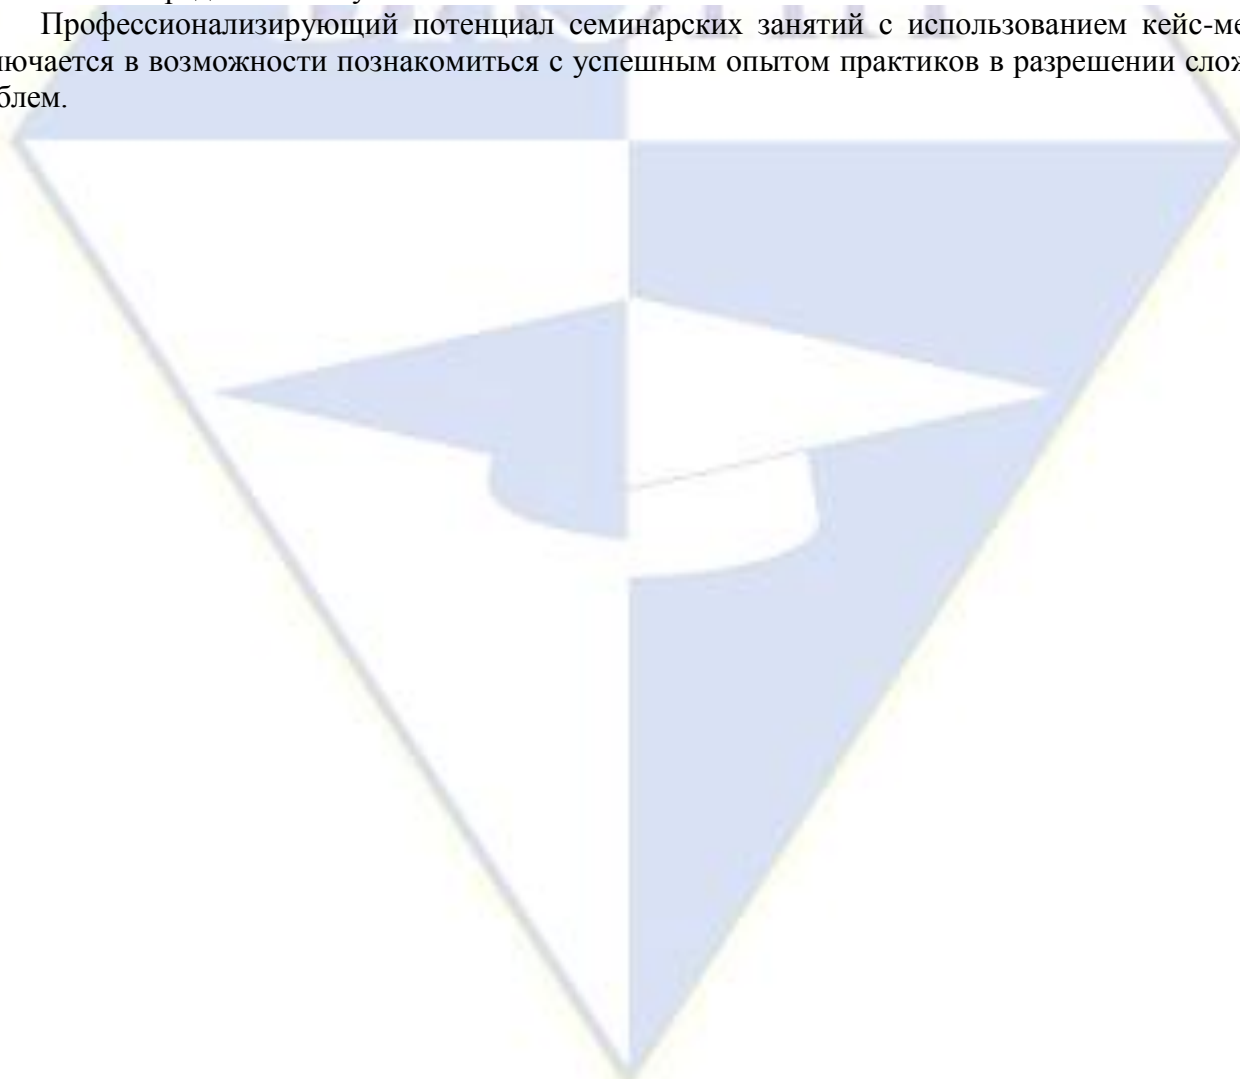 Профессионализирующий потенциал семинарских занятий с использованием кейс-ме
лючается в возможности познакомиться с успешным опытом практиков в разрешении слож
блем.